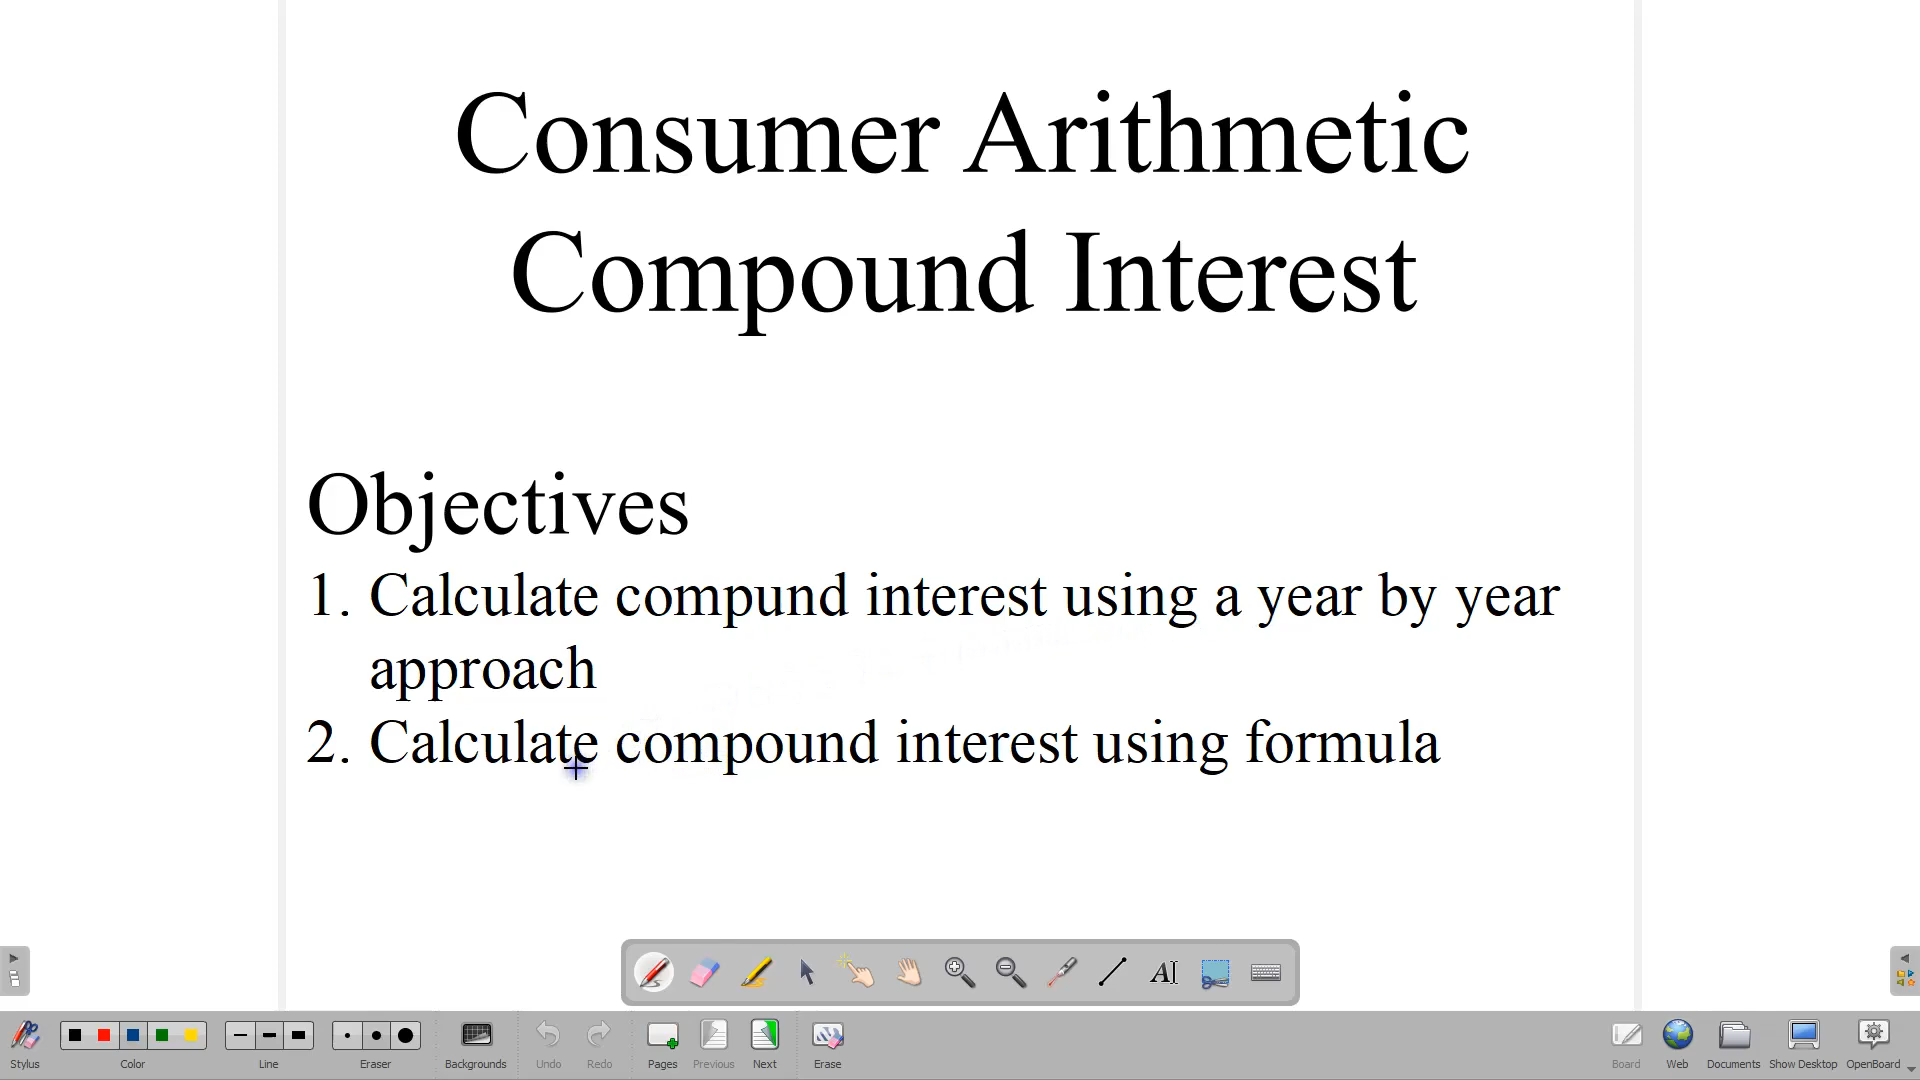 Consumer Arithmetic
Compound Interest
Objectives
1. Calculate compund interest using a year by year
approach
2. Calculate compound interest using formula
AI
Stylus
Color
Line
Eraser
Backgrounds
Undo
Redo
Pages
Previous
Next
Erase
Board
Web
Documents
Show Desktop
OpenBoard